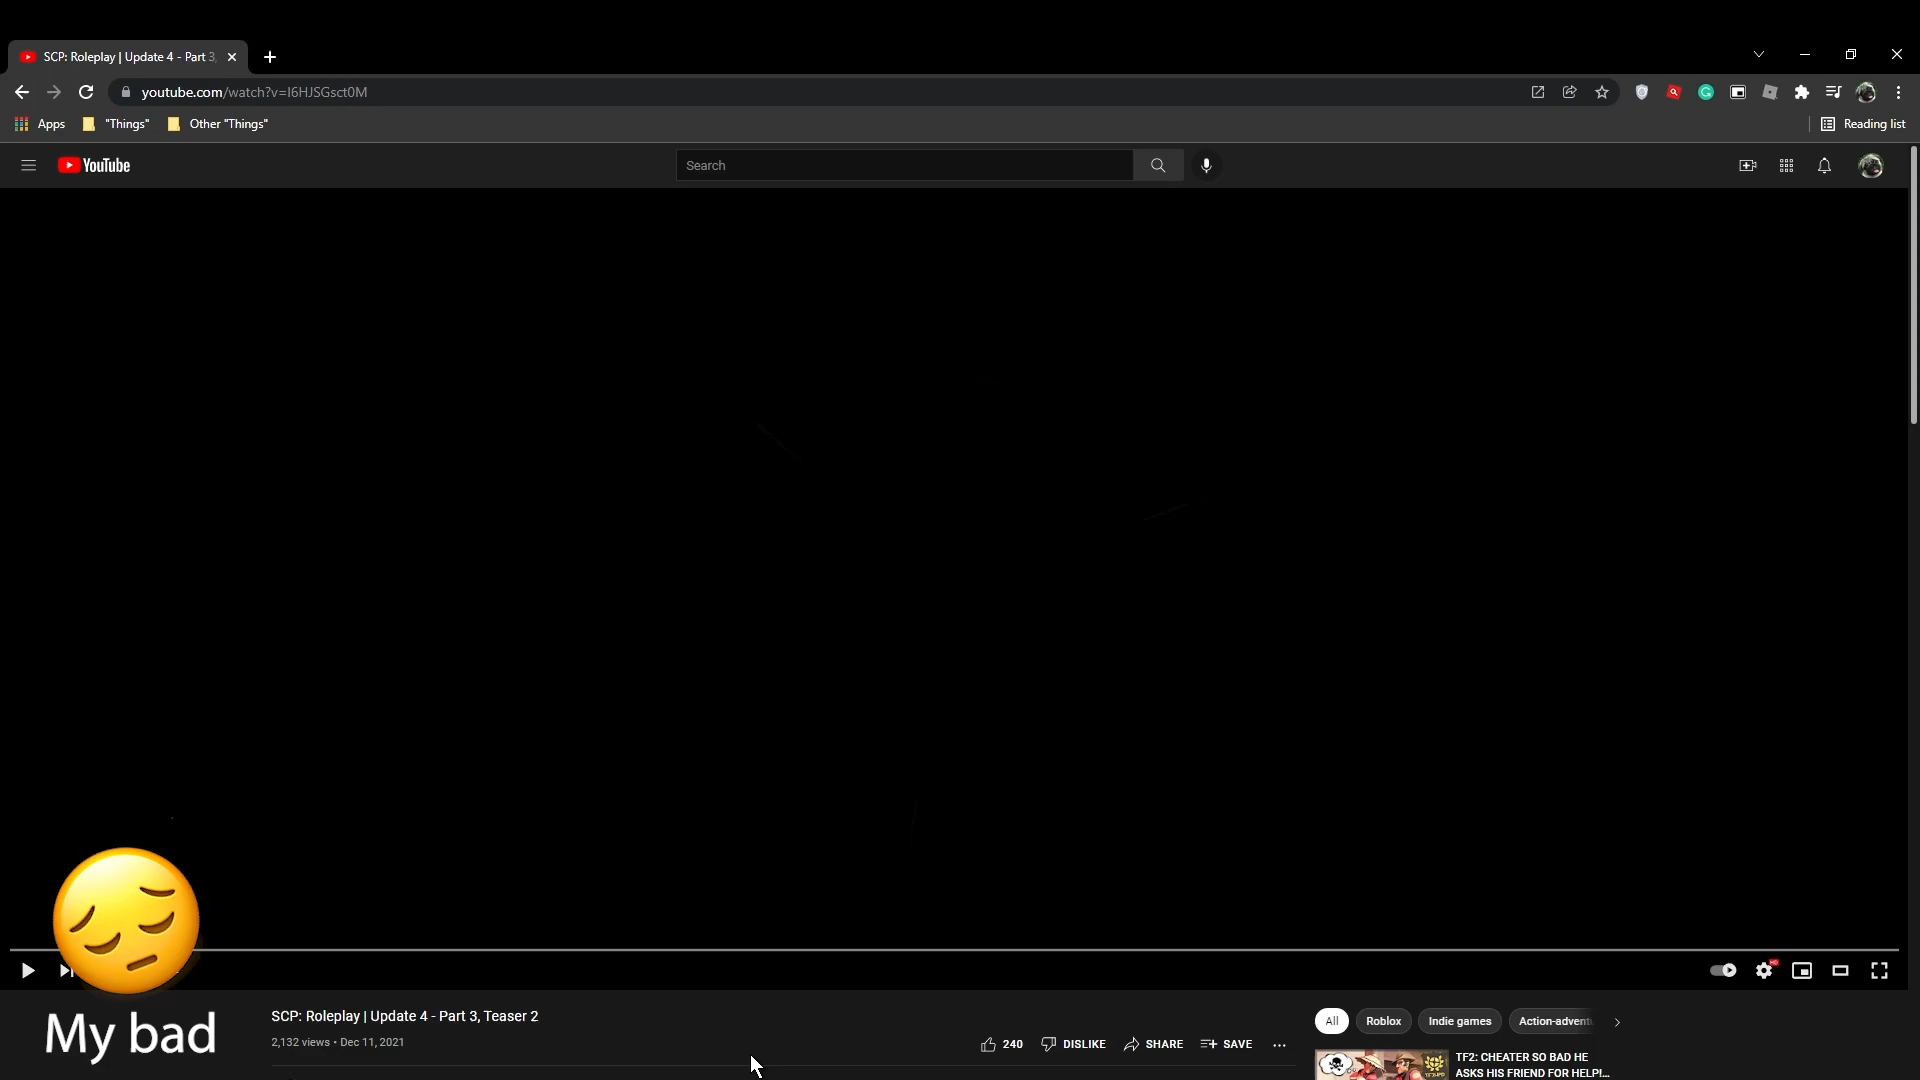 SCP: Roleplay | Update 4 - Part 3,
youtube.com/watch?v=I6HJSGsct0M
Apps
"Things"
Other "Things"
Reading list
YouTube
Search
HD
My bad
SCP: Roleplay | Update 4 - Part 3, Teaser 2
2,132 views • Dec 11, 2021
240
DISLIKE
SHARE
SAVE
All
Roblox
Indie games
Action-advent
TF2: CHEATER SO BAD HE
ASKS HIS FRIEND FOR HELP!...